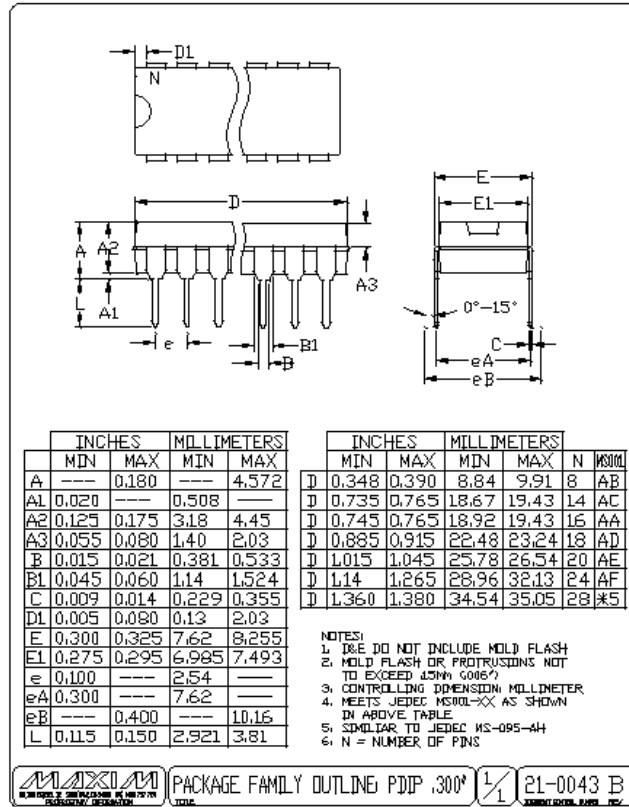 D1
N
D
E
E1
A
A2
A3
A1
L
0°-15°
e
B1
B
C
eA
eB
INCHES MILLIMETERS
MIN MAX MIN MAX
A --- 0.180 --- 4.572
A1 0.020 --- 0.508 ---
A2 0.125 0.175 3.18 4.45
A3 0.055 0.080 1.40 2.03
B 0.015 0.021 0.381 0.533
B1 0.045 0.060 1.14 1.524
C 0.009 0.014 0.229 0.355
D1 0.005 0.080 0.13 2.03
E 0.300 0.325 7.62 8.255
E1 0.275 0.295 6.985 7.493
e 0.100 --- 2.54 ---
eA 0.300 --- 7.62 ---
eB --- 0.400 --- 10.16
L 0.115 0.150 2.921 3.81
INCHES MILLIMETERS
MIN MAX MIN MAX N MS001
D 0.348 0.390 8.84 9.91 8 AB
D 0.735 0.765 18.67 19.43 14 AC
D 0.745 0.765 18.92 19.43 16 AA
D 0.885 0.915 22.48 23.24 18 AD
D 1.015 1.045 25.78 26.54 20 AE
D 1.14 1.265 28.96 32.13 24 AF
D 1.360 1.380 34.54 35.05 28 *5
NOTES:
1. D&E DO NOT INCLUDE MOLD FLASH
2. MOLD FLASH OR PROTRUSIONS NOT
TO EXCEED .15MM (.006")
3. CONTROLLING DIMENSION: MILLIMETER
4. MEETS JEDEC MS001-XX AS SHOWN
IN ABOVE TABLE
5. SIMILIAR TO JEDEC MS-095-AH
6. N = NUMBER OF PINS
MAXIM
PROPRIETARY INFORMATION
PACKAGE FAMILY OUTLINE: PDIP .300"
TITLE:
1/1
21-0043 B